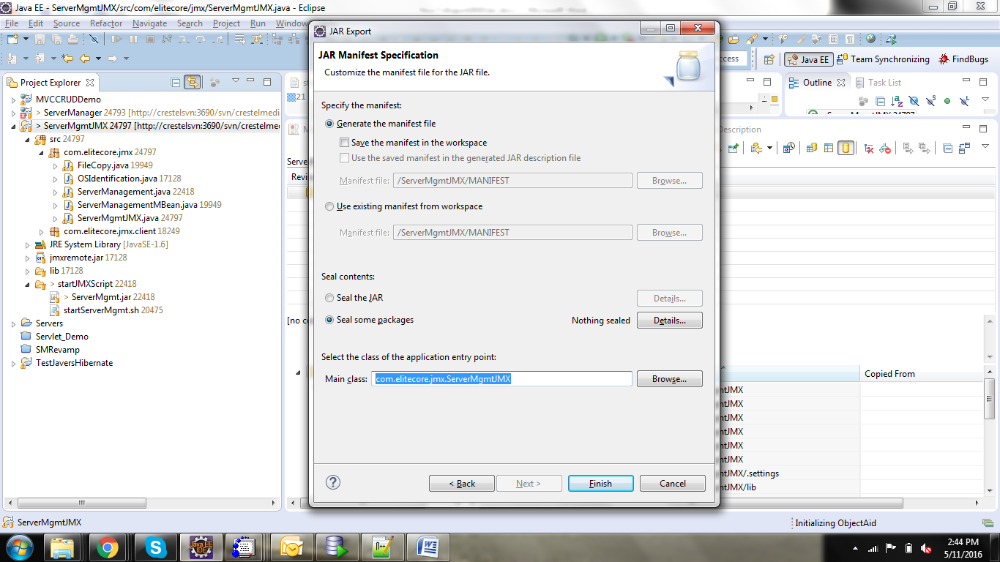 Java EE - ServerMgmtJMX/src/com/elitecore/jmx/ServerMgmtJMX.java - Eclipse
File Edit Source Refactor Navigate Search Project Run Window
Java EE Team Synchronizing FindBugs
Project Explorer
MVCCRUDDemo
> ServerManager 24793 [http://crestelsvn:3690/svn/crestelmedi
> ServerMgmtJMX 24797 [http://crestelsvn:3690/svn/crestelmed
src 24797
com.elitecore.jmx 24797
FileCopy.java 19949
OSIdentification.java 17128
ServerManagement.java 22418
ServerManagementMBean.java 19949
ServerMgmtJMX.java 24797
com.elitecore.jmx.client 18249
JRE System Library [JavaSE-1.6]
jmxremote.jar 17128
lib 17128
> startJMXScript 22418
> ServerMgmt.jar 22418
startServerMgmt.sh 20475
Servers
Servlet_Demo
SMRevamp
TestJaversHibernate
21
Serve
Revi
[no co
JAR Export
JAR Manifest Specification
Customize the manifest file for the JAR file.
Specify the manifest:
Generate the manifest file
Save the manifest in the workspace
Use the saved manifest in the generated JAR description file
Manifest file: /ServerMgmtJMX/MANIFEST Browse...
Use existing manifest from workspace
Manifest file: /ServerMgmtJMX/MANIFEST Browse...
Seal contents:
Seal the JAR Details...
Seal some packages Nothing sealed Details...
Select the class of the application entry point:
Main class: com.elitecore.jmx.ServerMgmtJMX Browse...
< Back Next > Finish Cancel
cess
Outline Task List
Description
Copied From
ntJMX
ntJMX
ntJMX
ntJMX
ntJMX
ntJMX
ntJMX/.settings
ntJMX/lib
ServerMgmtJMX
Initializing ObjectAid
2:44 PM
5/11/2016